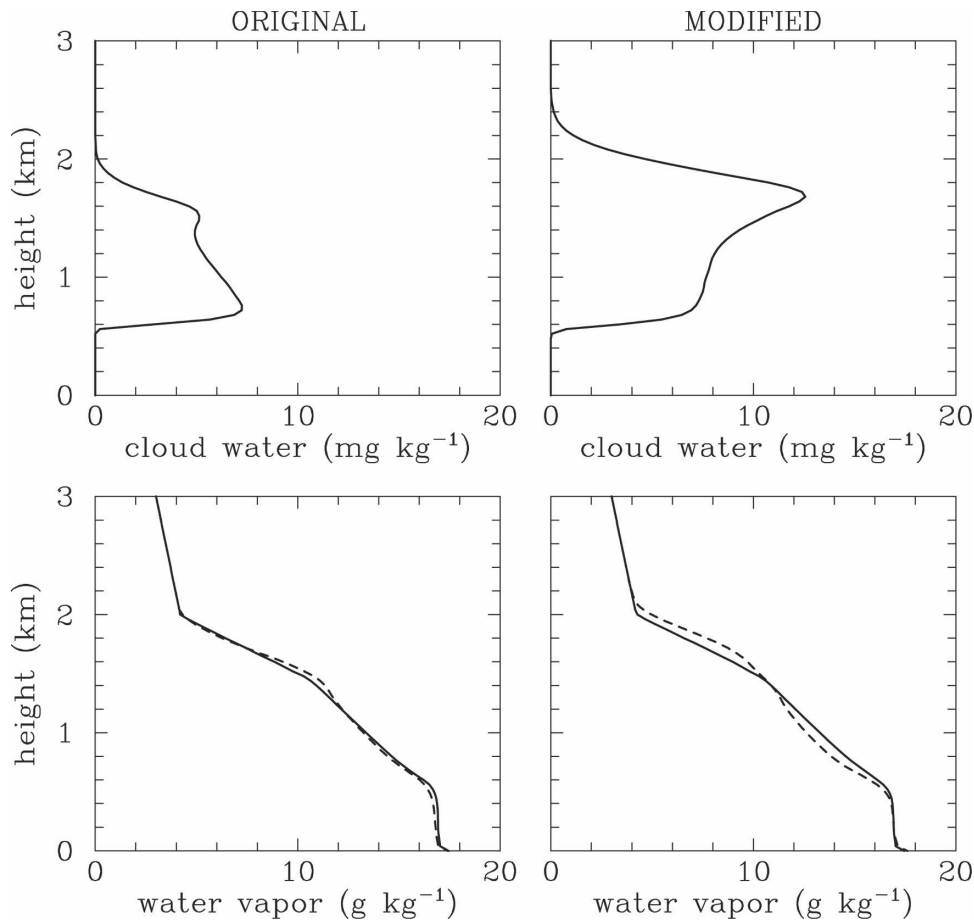 ORIGINAL MODIFIED
3
2
1
0
height (km)
0 10 20
cloud water (mg kg⁻¹)
0 10 20
cloud water (mg kg⁻¹)
3
2
1
0
height (km)
0 10 20
water vapor (g kg⁻¹)
0 10 20
water vapor (g kg⁻¹)